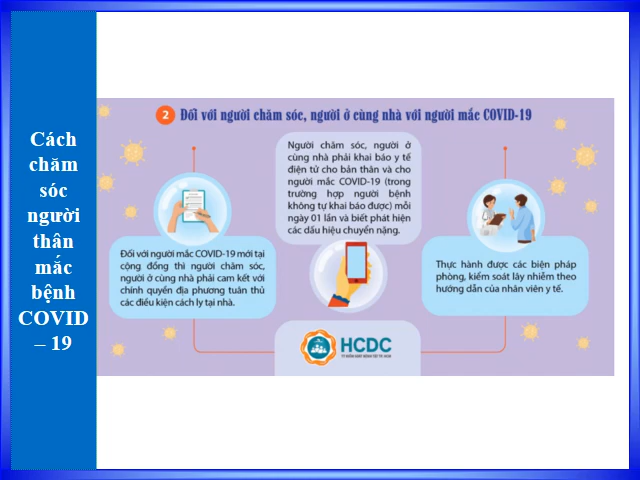 Cách
chăm
sóc
người
thân
mắc
bệnh
COVID
– 19
2 Đối với người chăm sóc, người ở cùng nhà với người mắc COVID-19
Người chăm sóc, người ở
cùng nhà phải khai báo y tế
điện tử cho bản thân và cho
người mắc COVID-19 (trong
trường hợp người bệnh
không tự khai báo được) mỗi
ngày 01 lần và biết phát hiện
các dấu hiệu chuyển nặng.
Đối với người mắc COVID-19 mới tại
cộng đồng thì người chăm sóc,
người ở cùng nhà phải cam kết với
chính quyền địa phương tuân thủ
các điều kiện cách ly tại nhà.
Thực hành được các biện pháp
phòng, kiểm soát lây nhiễm theo
hướng dẫn của nhân viên y tế.
HCDC